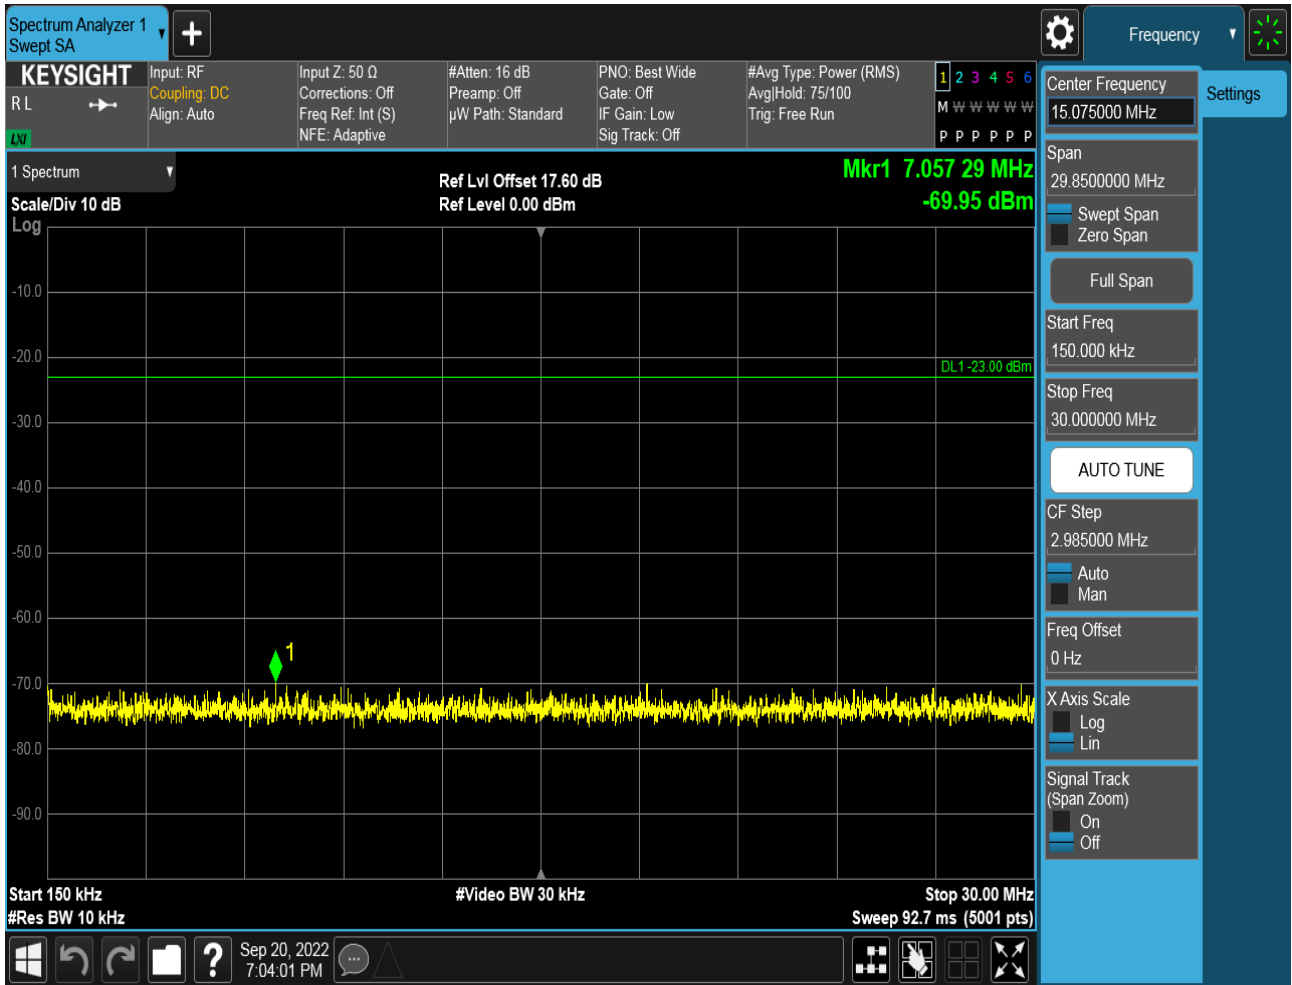 Spectrum Analyzer 1
Swept SA
+
Frequency
KEYSIGHT
R L
LXI
Input: RF
Coupling: DC
Align: Auto
Input Z: 50 Ω
Corrections: Off
Freq Ref: Int (S)
NFE: Adaptive
#Atten: 16 dB
Preamp: Off
µW Path: Standard
PNO: Best Wide
Gate: Off
IF Gain: Low
Sig Track: Off
#Avg Type: Power (RMS)
Avg|Hold: 75/100
Trig: Free Run
1 2 3 4 5 6
M W W W W W
P P P P P P
Center Frequency
15.075000 MHz
Settings
Span
29.8500000 MHz
Swept Span
Zero Span
Full Span
Start Freq
150.000 kHz
Stop Freq
30.000000 MHz
AUTO TUNE
CF Step
2.985000 MHz
Auto
Man
Freq Offset
0 Hz
X Axis Scale
Log
Lin
Signal Track
(Span Zoom)
On
Off
1 Spectrum
Scale/Div 10 dB
Log
Ref Lvl Offset 17.60 dB
Ref Level 0.00 dBm
Mkr1 7.057 29 MHz
-69.95 dBm
-10.0
-20.0
DL1 -23.00 dBm
-30.0
-40.0
-50.0
-60.0
1
-70.0
-80.0
-90.0
Start 150 kHz
#Video BW 30 kHz
Stop 30.00 MHz
#Res BW 10 kHz
Sweep 92.7 ms (5001 pts)
?
Sep 20, 2022
7:04:01 PM